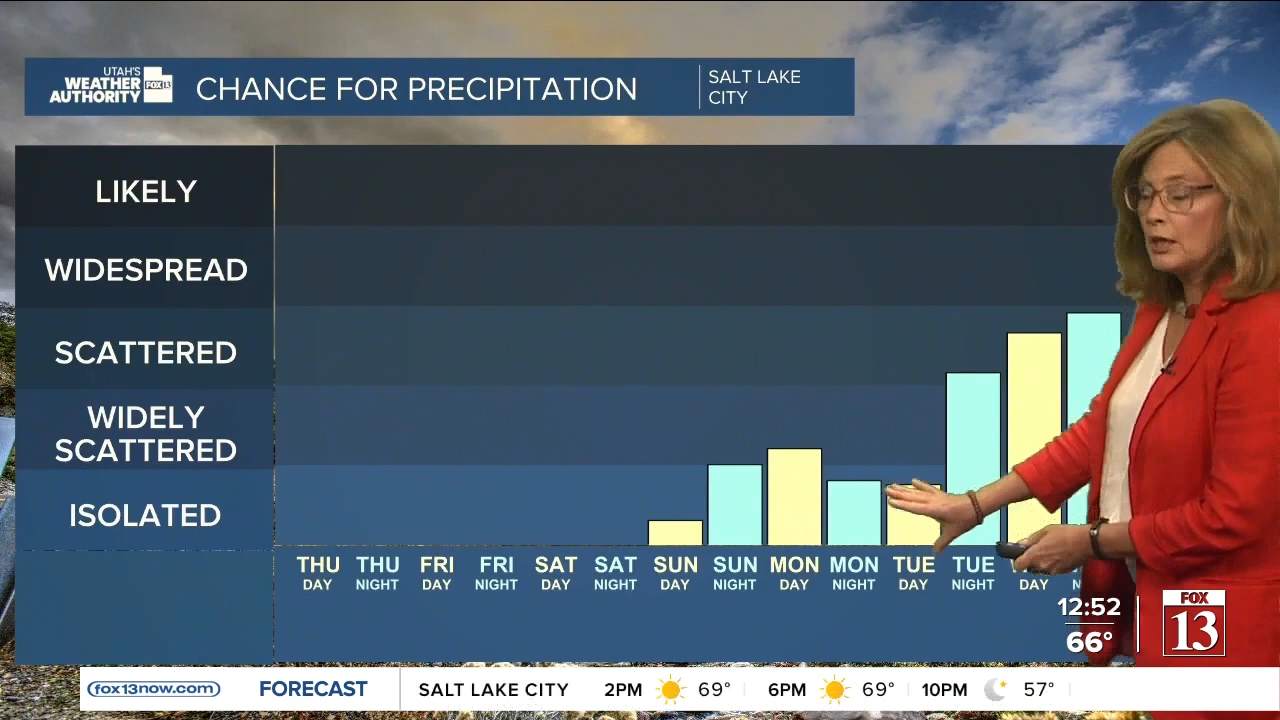 UTAH'S
WEATHER
AUTHORITY
FOX 13
CHANCE FOR PRECIPITATION
SALT LAKE
CITY
LIKELY
WIDESPREAD
SCATTERED
WIDELY
SCATTERED
ISOLATED
THU THU FRI FRI SAT SAT SUN SUN MON MON TUE TUE
DAY NIGHT DAY NIGHT DAY NIGHT DAY NIGHT DAY NIGHT DAY NIGHT DAY
12:52
66°
FOX
13
fox13now.com FORECAST SALT LAKE CITY 2PM 69° 6PM 69° 10PM 57°